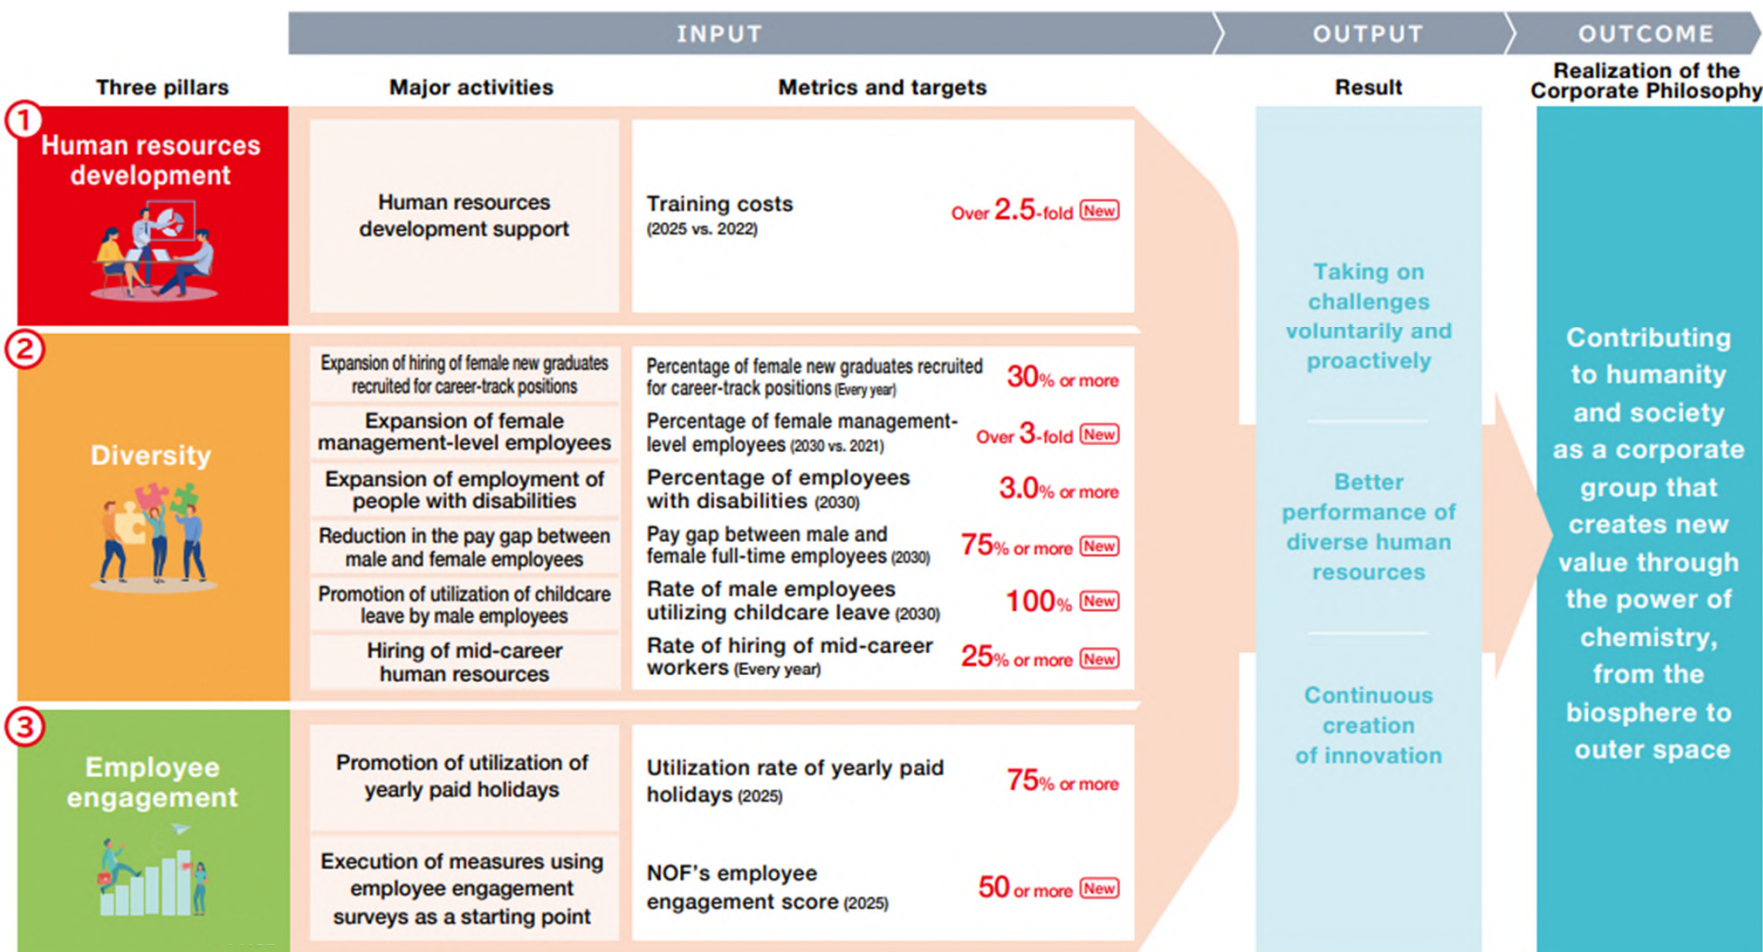 INPUT
OUTPUT
OUTCOME
Three pillars
Major activities
Metrics and targets
Result
Realization of the
Corporate Philosophy
1
Human resources
development
Human resources
development support
Training costs
(2025 vs. 2022)
Over 2.5-fold New
2
Diversity
Expansion of hiring of female new graduates
recruited for career-track positions
Percentage of female new graduates recruited
for career-track positions (Every year)
30% or more
Expansion of female
management-level employees
Percentage of female management-
level employees (2030 vs. 2021)
Over 3-fold New
Expansion of employment of
people with disabilities
Percentage of employees
with disabilities (2030)
3.0% or more
Reduction in the pay gap between
male and female employees
Pay gap between male and
female full-time employees (2030)
75% or more New
Promotion of utilization of childcare
leave by male employees
Rate of male employees
utilizing childcare leave (2030)
100% New
Hiring of mid-career
human resources
Rate of hiring of mid-career
workers (Every year)
25% or more New
3
Employee
engagement
Promotion of utilization of
yearly paid holidays
Utilization rate of yearly paid
holidays (2025)
75% or more
Execution of measures using
employee engagement
surveys as a starting point
NOF's employee
engagement score (2025)
50 or more New
Taking on
challenges
voluntarily and
proactively
Better
performance of
diverse human
resources
Continuous
creation
of innovation
Contributing
to humanity
and society
as a corporate
group that
creates new
value through
the power of
chemistry,
from the
biosphere to
outer space